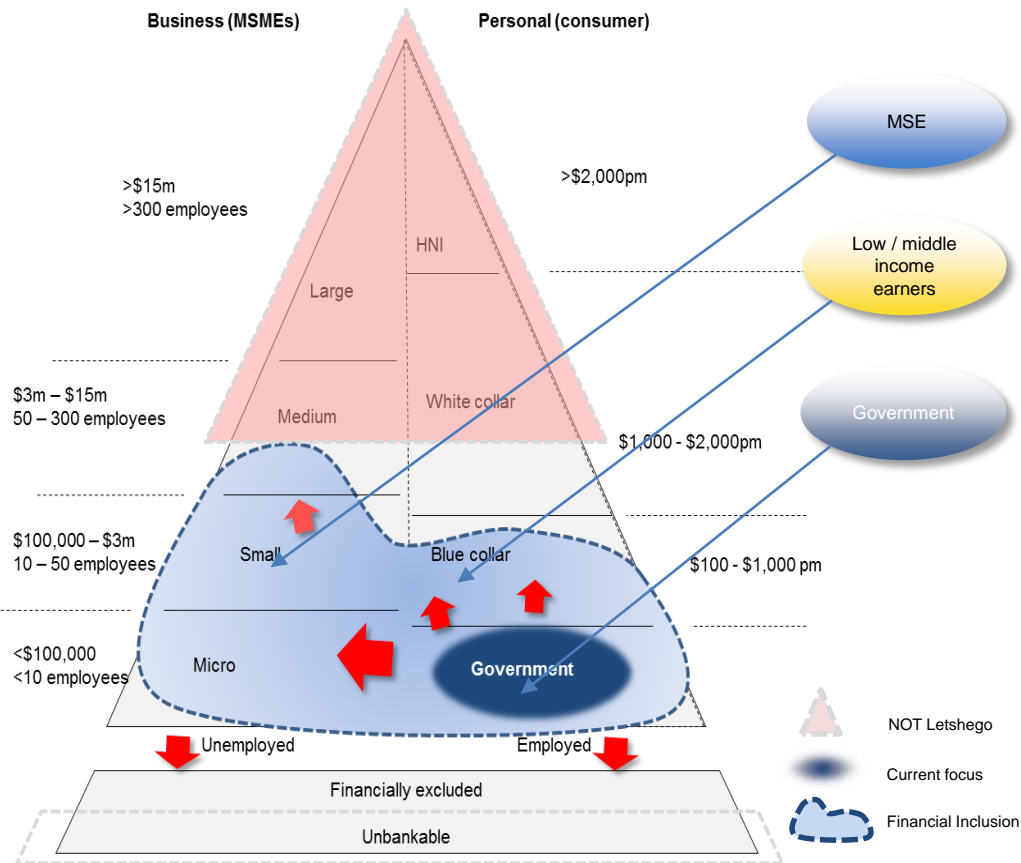 Business (MSMEs)
Personal (consumer)
MSE
>$15m
>300 employees
>$2,000pm
HNI
Low / middle
income
earners
Large
$3m – $15m
50 – 300 employees
Medium
White collar
Government
$1,000 - $2,000pm
$100,000 – $3m
10 – 50 employees
Small
Blue collar
$100 - $1,000 pm
<$100,000
<10 employees
Micro
Government
Unemployed
Employed
NOT Letshego
Current focus
Financial Inclusion
Financially excluded
Unbankable